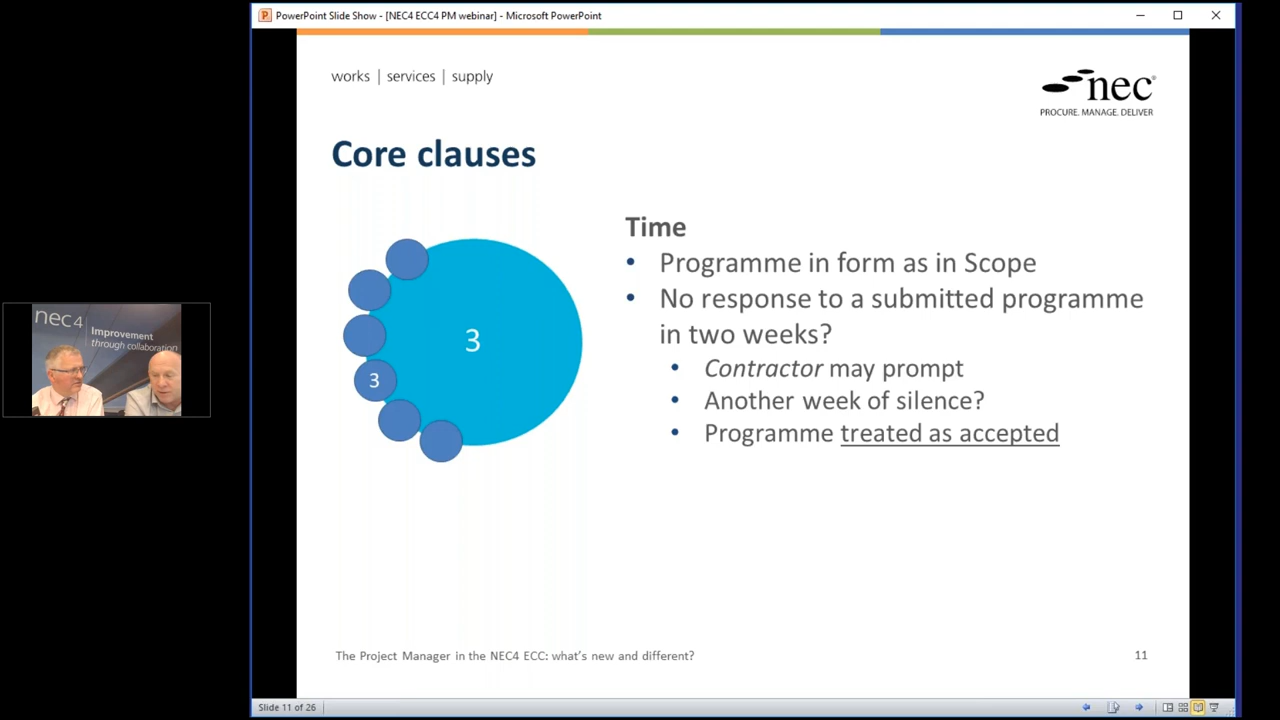 PowerPoint Slide Show - [NEC4 ECC4 PM webinar] - Microsoft PowerPoint
works | services | supply
nec®
PROCURE. MANAGE. DELIVER
Core clauses
3
3
Time
• Programme in form as in Scope
• No response to a submitted programme
in two weeks?
• Contractor may prompt
• Another week of silence?
• Programme treated as accepted
nec4
Improvement
through collaboration
The Project Manager in the NEC4 ECC: what's new and different?
11
Slide 11 of 26